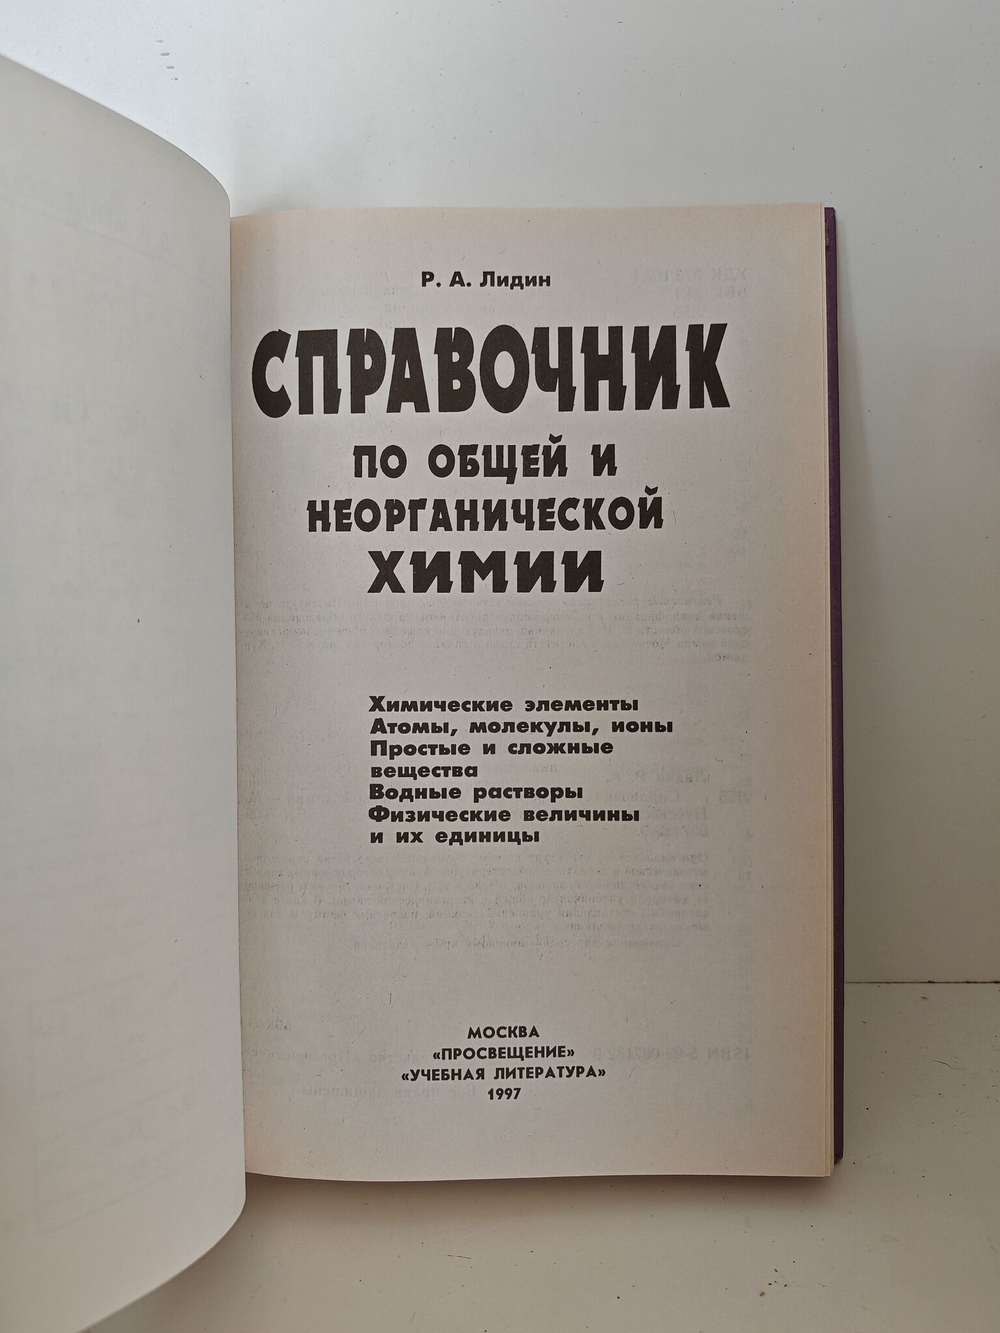 Р. А. Лидин
СПРАВОЧНИК
ПО ОБЩЕЙ И
НЕОРГАНИЧЕСКОЙ
ХИМИИ
Химические элементы
Атомы, молекулы, ионы
Простые и сложные
вещества
Водные растворы
Физические величины
и их единицы
МОСКВА
«ПРОСВЕЩЕНИЕ»
«УЧЕБНАЯ ЛИТЕРАТУРА»
1997